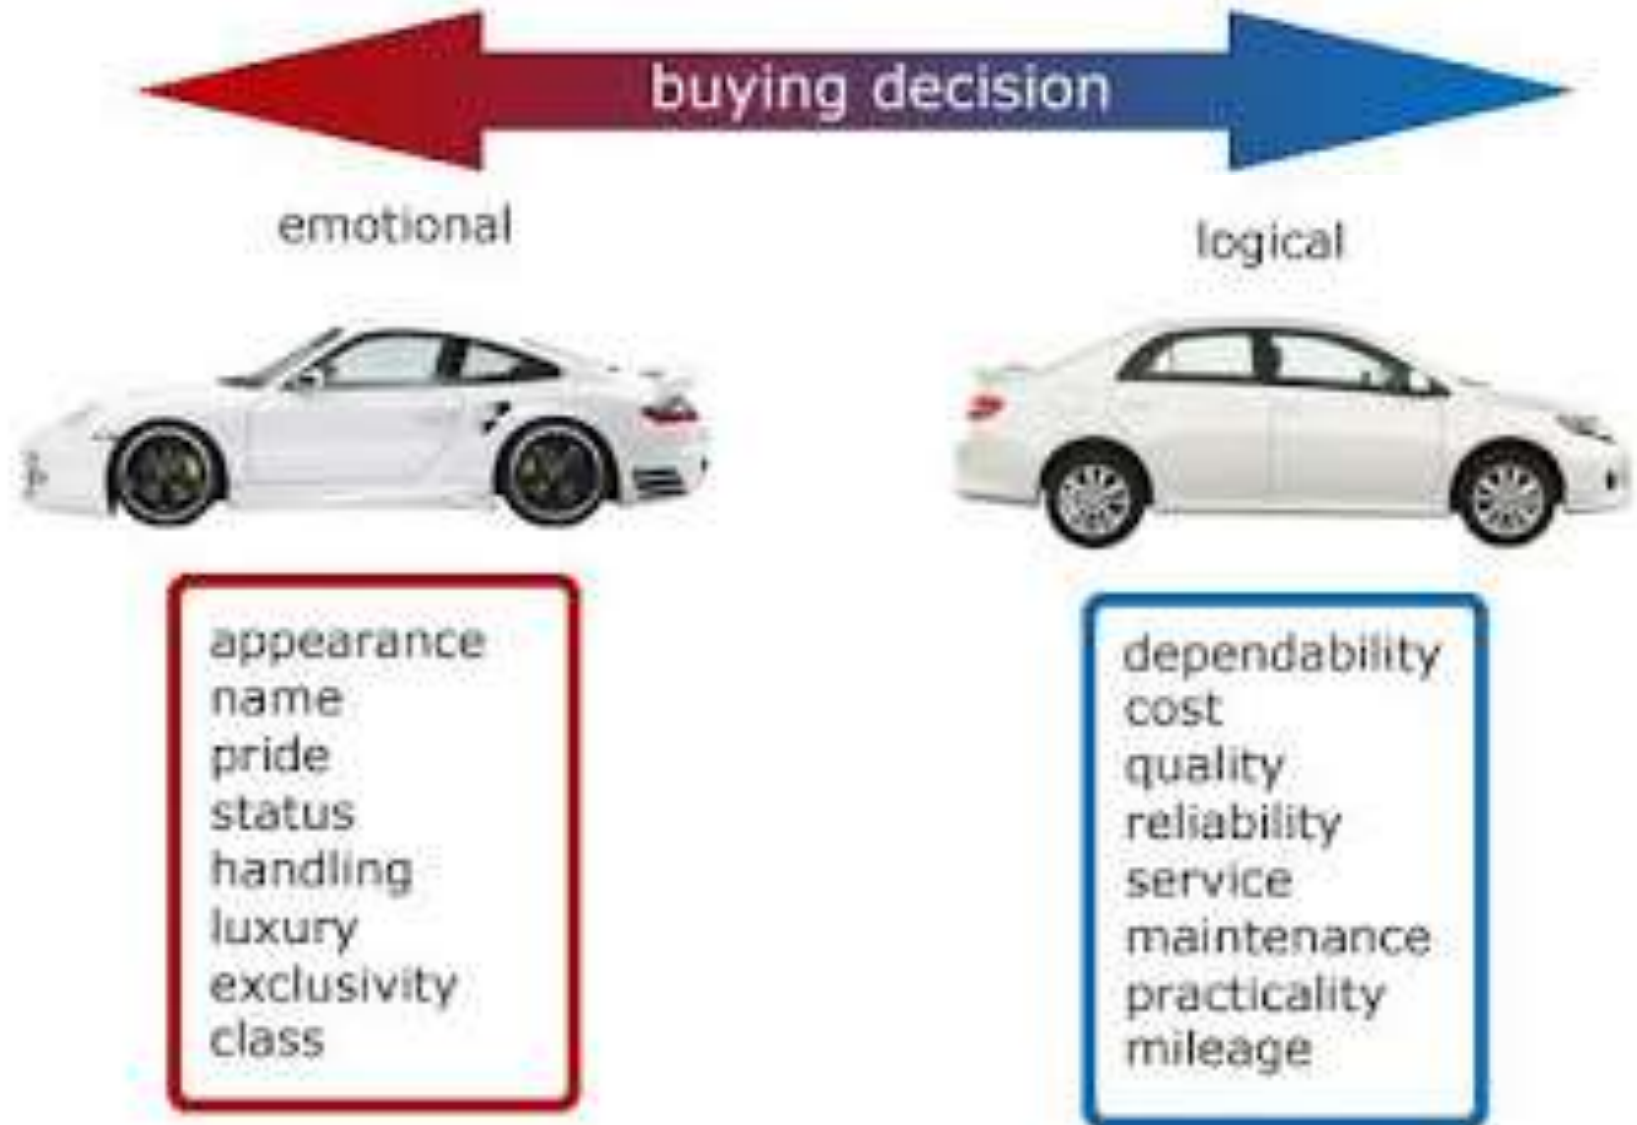 buying decision
emotional
logical
appearance
name
pride
status
handling
luxury
exclusivity
class
dependability
cost
quality
reliability
service
maintenance
practicality
mileage